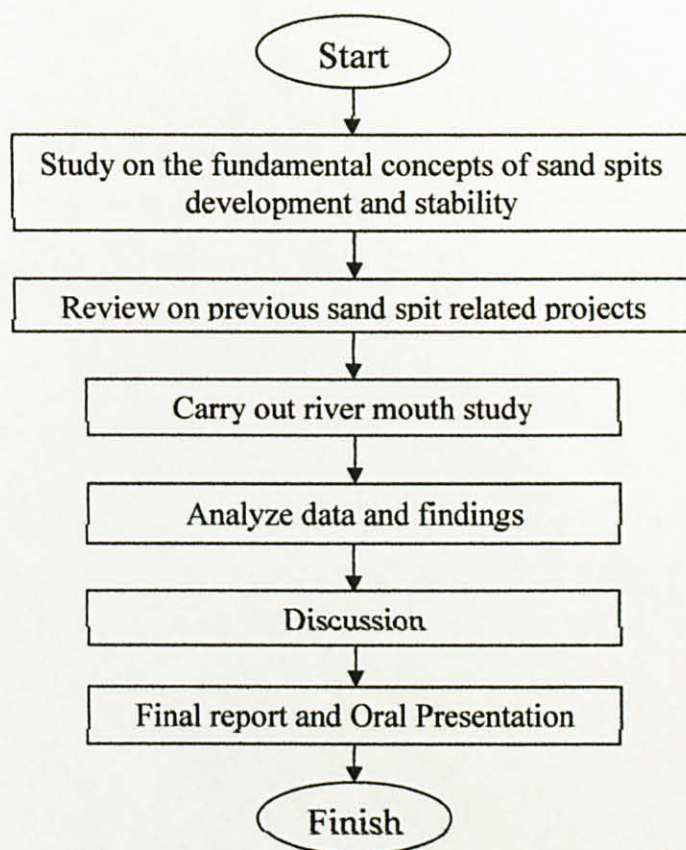 Start
Study on the fundamental concepts of sand spits
development and stability
Review on previous sand spit related projects
Carry out river mouth study
Analyze data and findings
Discussion
Final report and Oral Presentation
Finish